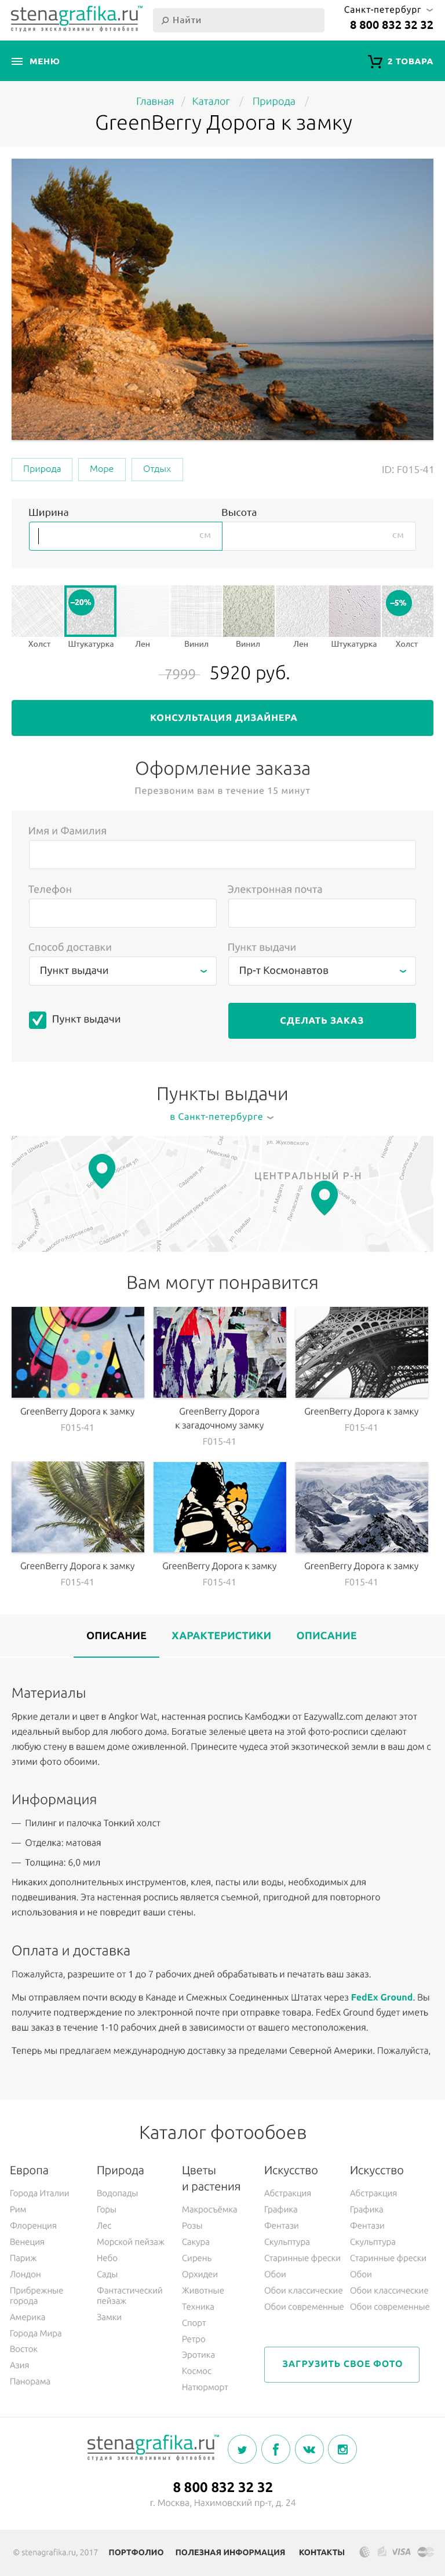 stenagrafika.ru™
студия эксклюзивных фотообоев
Найти
Санкт-петербург
8 800 832 32 32
МЕНЮ
2 ТОВАРА
Главная / Каталог / Природа /
GreenBerry Дорога к замку
Природа Море Отдых
ID: F015-41
Ширина Высота
см см
–20% –5%
Холст Штукатурка Лен Винил Винил Лен Штукатурка Холст
7999 5920 руб.
КОНСУЛЬТАЦИЯ ДИЗАЙНЕРА
Оформление заказа
Перезвоним вам в течение 15 минут
Имя и Фамилия
Телефон Электронная почта
Способ доставки Пункт выдачи
Пункт выдачи Пр-т Космонавтов
Пункт выдачи СДЕЛАТЬ ЗАКАЗ
Пункты выдачи
в Санкт-петербурге
ул. Жуковского
Невский пр.
Садовая ул.
ЦЕНТРАЛЬНЫЙ Р-Н
набережная реки Фонтанки
ул. Марата
Лиговский пр.
ул. Правды
Садовая ул.
Вам могут понравится
GreenBerry Дорога к замку
F015-41
GreenBerry Дорога
к загадочному замку
F015-41
GreenBerry Дорога к замку
F015-41
GreenBerry Дорога к замку
F015-41
GreenBerry Дорога к замку
F015-41
GreenBerry Дорога к замку
F015-41
ОПИСАНИЕ ХАРАКТЕРИСТИКИ ОПИСАНИЕ
Материалы
Яркие детали и цвет в Angkor Wat, настенная роспись Камбоджи от Eazywallz.com делают этот
идеальный выбор для любого дома. Богатые зеленые цвета на этой фото-росписи сделают
любую стену в вашем доме оживленной. Принесите чудеса этой экзотической земли в ваш дом с
этими фото обоими.
Информация
— Пилинг и палочка Тонкий холст
— Отделка: матовая
— Толщина: 6,0 мил
Никаких дополнительных инструментов, клея, пасты или воды, необходимых для
подвешивания. Эта настенная роспись является съемной, пригодной для повторного
использования и не повредит ваши стены.
Оплата и доставка
Пожалуйста, разрешите от 1 до 7 рабочих дней обрабатывать и печатать ваш заказ.
Мы отправляем почти всюду в Канаде и Смежных Соединенных Штатах через FedEx Ground. Вы
получите подтверждение по электронной почте при отправке товара. FedEx Ground будет иметь
ваш заказ в течение 1-10 рабочих дней в зависимости от вашего местоположения.
Теперь мы предлагаем международную доставку за пределами Северной Америки. Пожалуйста,
Каталог фотообоев
Европа
Города Италии
Рим
Флоренция
Венеция
Париж
Лондон
Прибрежные
города
Америка
Города Мира
Восток
Азия
Панорама
Природа
Водопады
Горы
Лес
Морской пейзаж
Небо
Сады
Фантастический
пейзаж
Замки
Цветы
и растения
Макросъёмка
Розы
Сакура
Сирень
Орхидеи
Животные
Техника
Спорт
Ретро
Эротика
Космос
Натюрморт
Искусство
Абстракция
Графика
Фентази
Скульптура
Старинные фрески
Обои
Обои классические
Обои современные
Искусство
Абстракция
Графика
Фентази
Скульптура
Старинные фрески
Обои
Обои классические
Обои современные
ЗАГРУЗИТЬ СВОЕ ФОТО
stenagrafika.ru™
студия эксклюзивных фотообоев
8 800 832 32 32
г. Москва, Нахимовский пр-т, д. 24
© stenagrafika.ru, 2017 ПОРТФОЛИО ПОЛЕЗНАЯ ИНФОРМАЦИЯ КОНТАКТЫ VISA